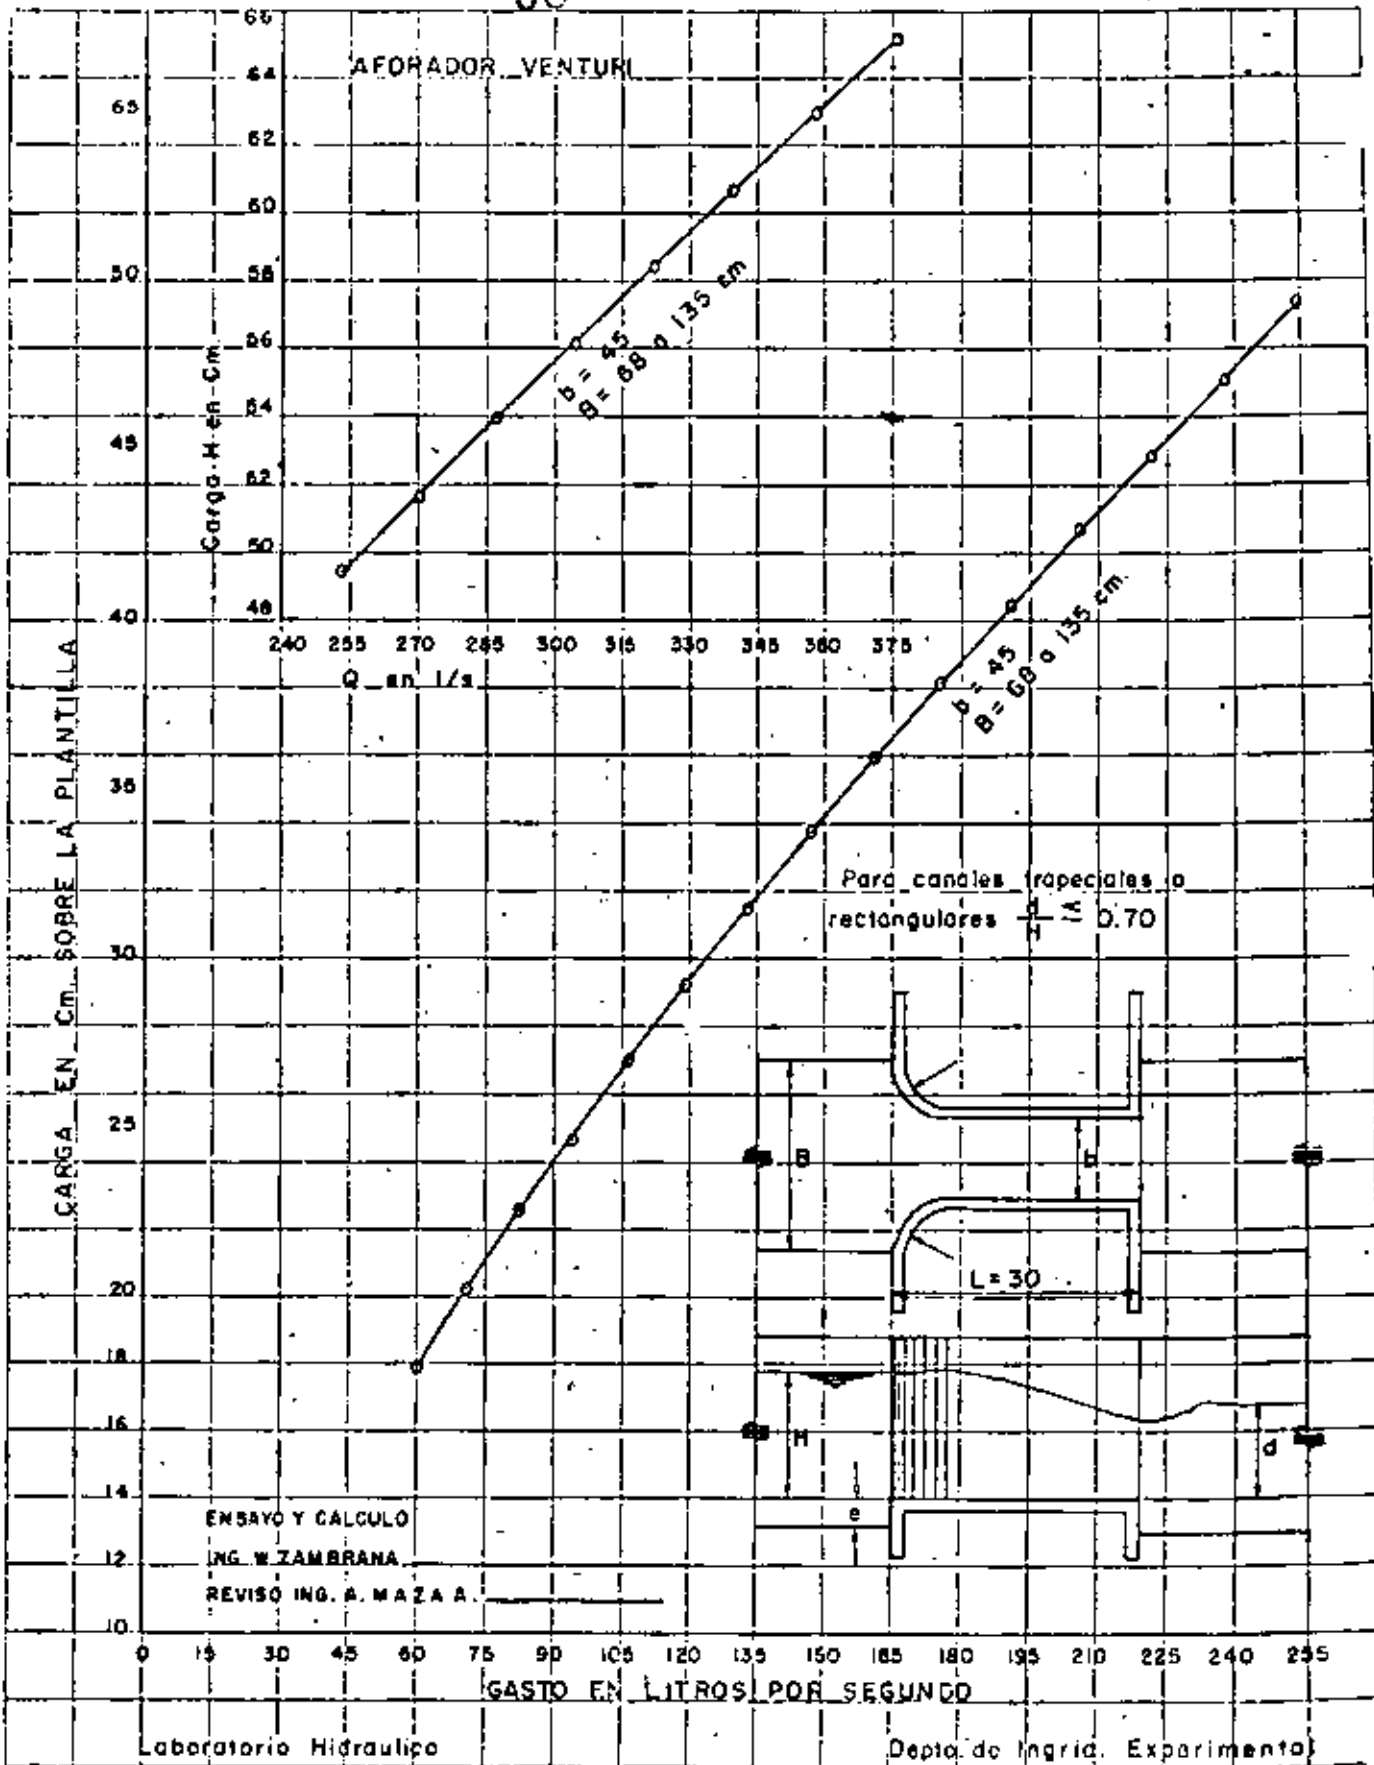 AFORADOR VENTURI
66
64
62
60
58
56
54
52
50
48
Carga H en Cm.
240 255 270 285 300 315 330 345 360 375
Q en l/s
b = 45
B = 68 a 135 cm
b = 45
B = 68 a 135 cm.
65
50
45
40
35
30
25
20
18
16
14
12
10
CARGA EN Cm. SOBRE LA PLANTILLA
Para canales trapeciales o
rectangulares d/H ≦ 0.70
B
b
L = 30
H
d
e
ENSAYO Y CALCULO
ING. W ZAMBRANA
REVISO ING. A. MAZA A.
0 15 30 45 60 75 90 105 120 135 150 165 180 195 210 225 240 255
GASTO EN LITROS POR SEGUNDO
Laboratorio Hidraulico
Depto de Ingria. Experimental